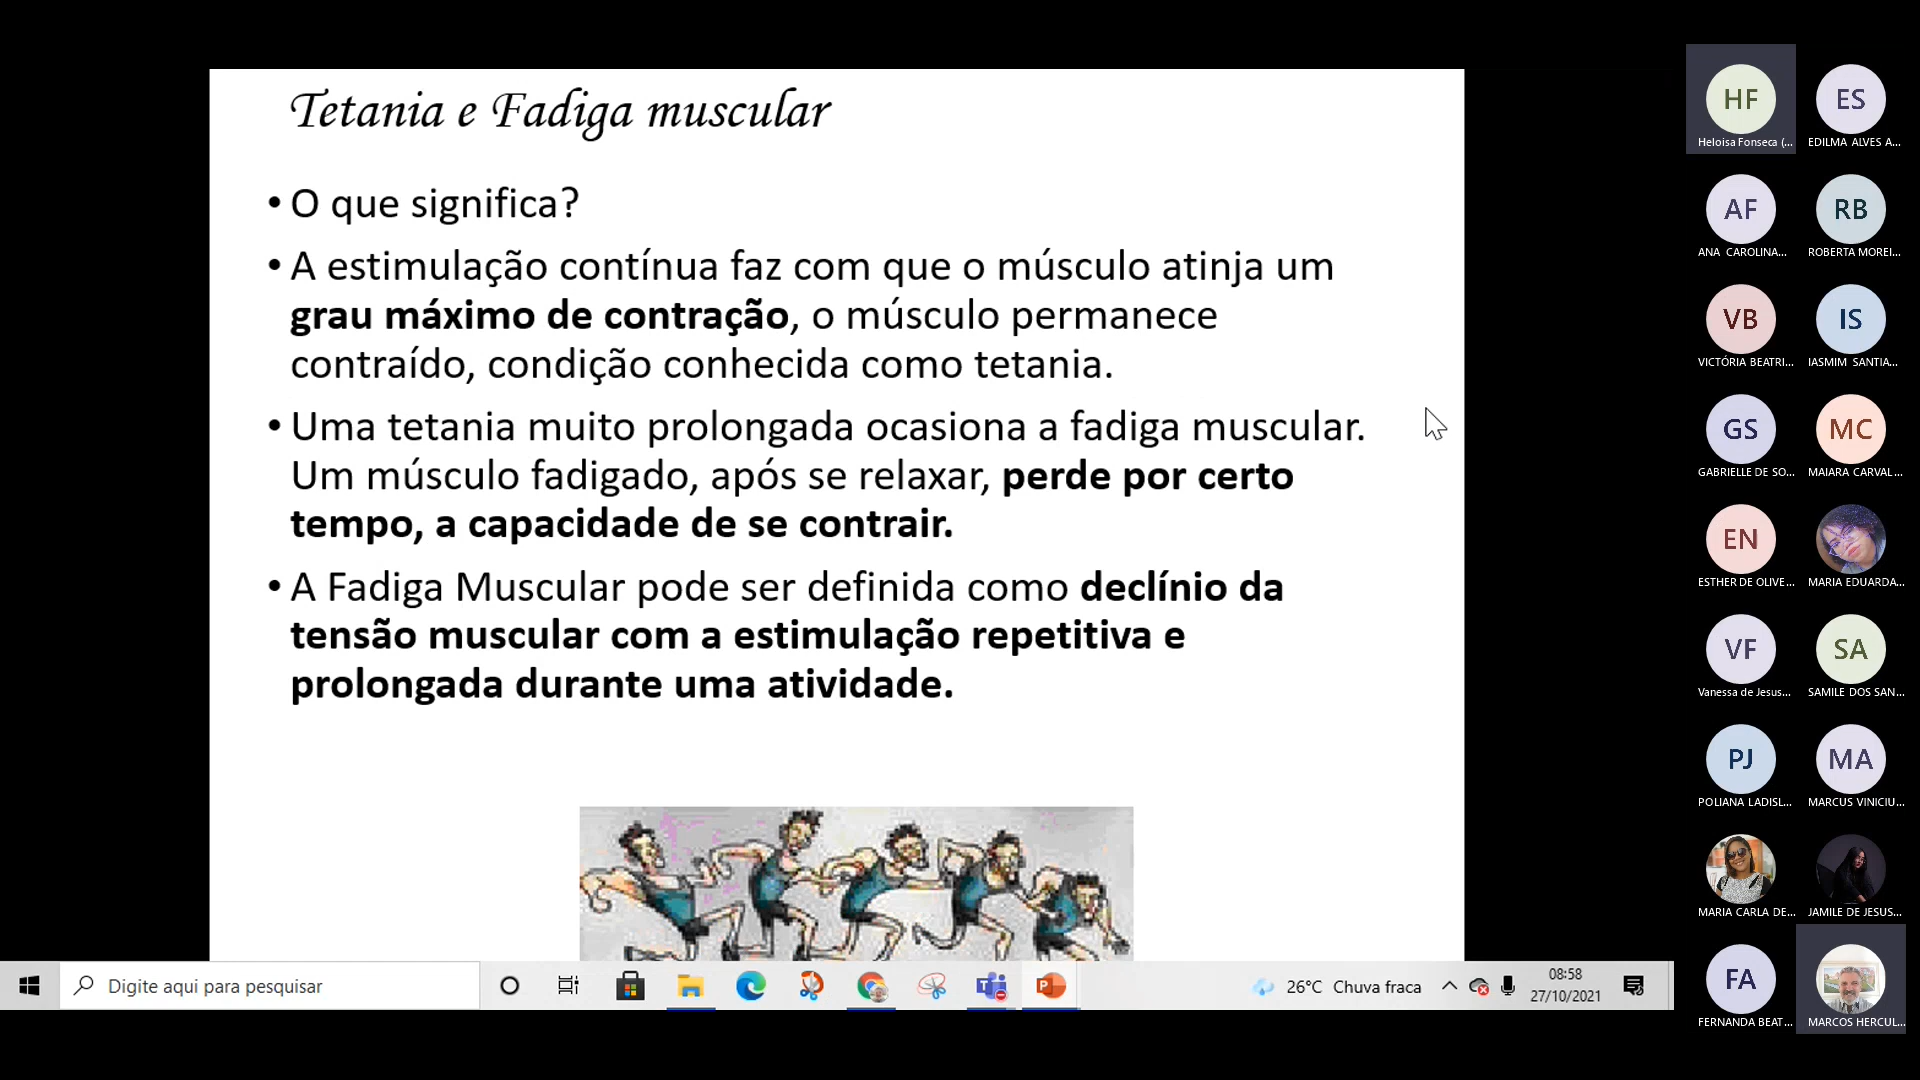 Tetania e Fadiga muscular
• O que significa?
• A estimulação contínua faz com que o músculo atinja um
grau máximo de contração, o músculo permanece
contraído, condição conhecida como tetania.
• Uma tetania muito prolongada ocasiona a fadiga muscular.
Um músculo fadigado, após se relaxar, perde por certo
tempo, a capacidade de se contrair.
• A Fadiga Muscular pode ser definida como declínio da
tensão muscular com a estimulação repetitiva e
prolongada durante uma atividade.
Digite aqui para pesquisar
26°C Chuva fraca
08:58
27/10/2021
HF ES
Heloisa Fonseca (... EDILMA ALVES A...
AF RB
ANA CAROLINA... ROBERTA MOREI...
VB IS
VICTÓRIA BEATRI... IASMIM SANTIA...
GS MC
GABRIELLE DE SO... MAIARA CARVAL...
EN
ESTHER DE OLIVE... MARIA EDUARDA...
VF SA
Vanessa de Jesus... SAMILE DOS SAN...
PJ MA
POLIANA LADISL... MARCUS VINICIU...
MARIA CARLA DE... JAMILE DE JESUS...
FA
FERNANDA BEAT... MARCOS HERCUL...